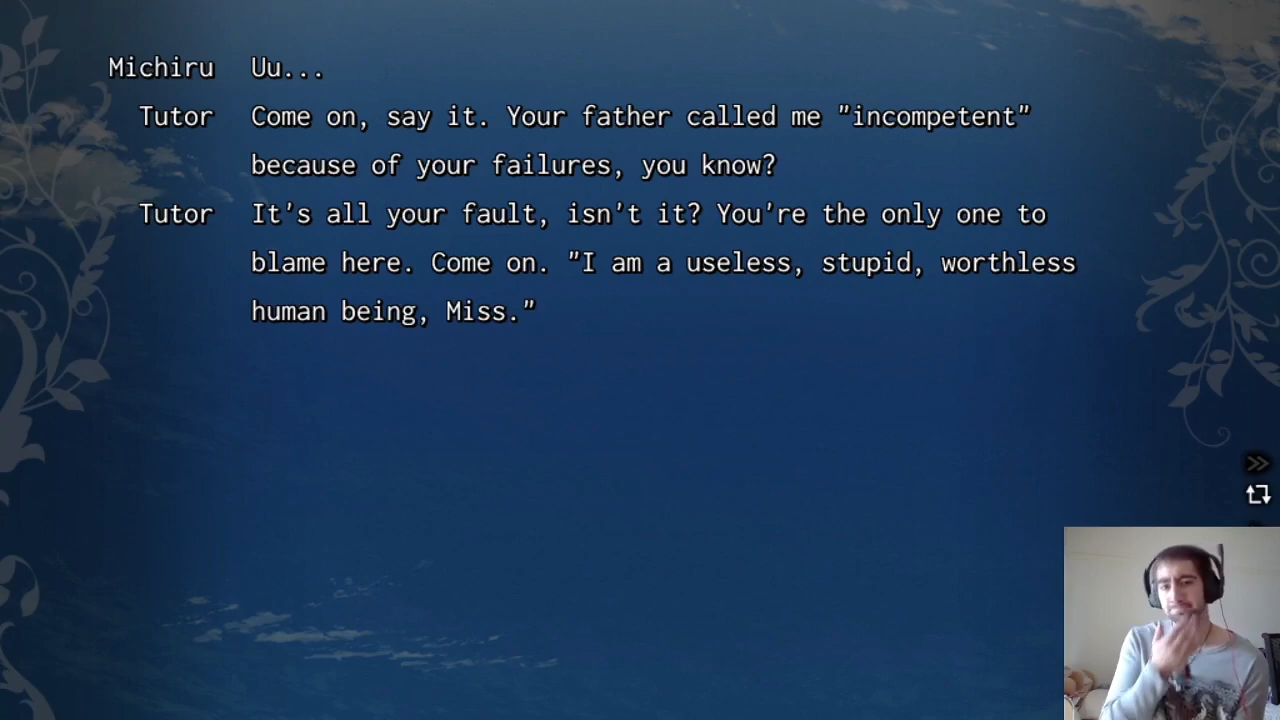 Michiru Uu...
Tutor Come on, say it. Your father called me "incompetent"
because of your failures, you know?
Tutor It's all your fault, isn't it? You're the only one to
blame here. Come on. "I am a useless, stupid, worthless
human being, Miss."